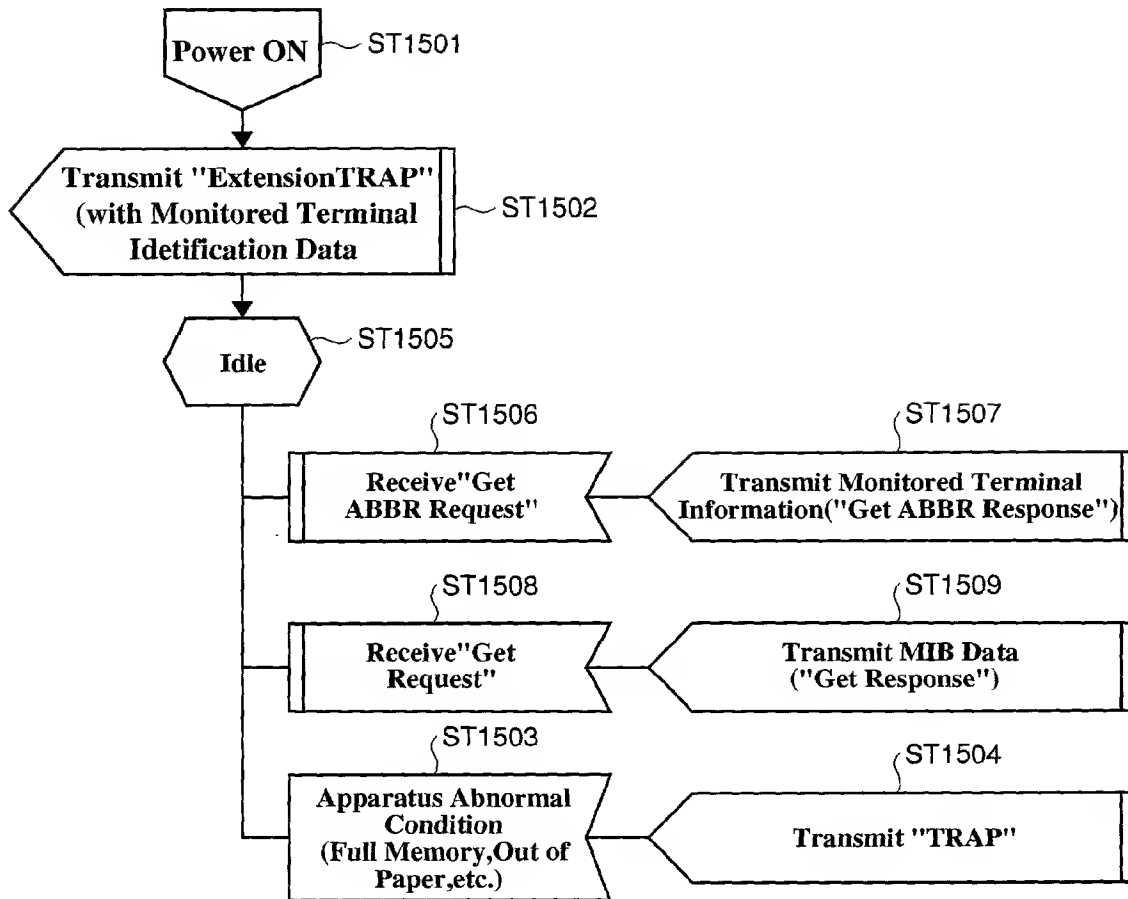 Power ON
ST1501
Transmit "ExtensionTRAP"
(with Monitored Terminal
Idetification Data
ST1502
Idle
ST1505
ST1506
Receive"Get
ABBR Request"
ST1507
Transmit Monitored Terminal
Information("Get ABBR Response")
ST1508
Receive"Get
Request"
ST1509
Transmit MIB Data
("Get Response")
ST1503
Apparatus Abnormal
Condition
(Full Memory,Out of
Paper,etc.)
ST1504
Transmit "TRAP"